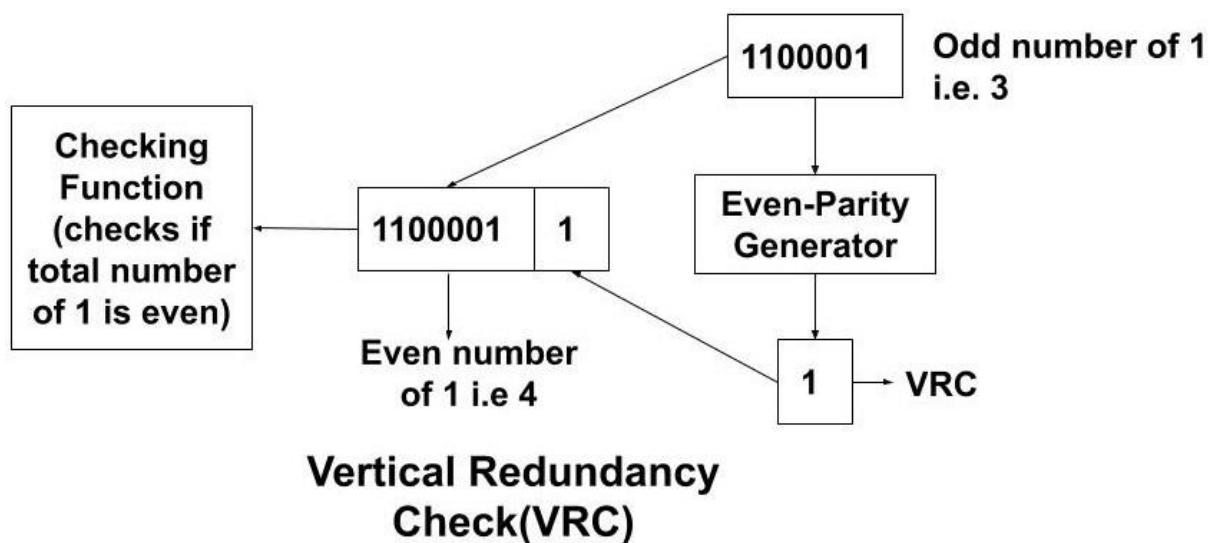 1100001
Odd number of 1
i.e. 3
Checking
Function
(checks if
total number
of 1 is even)
1100001
1
Even-Parity
Generator
Even number
of 1 i.e 4
1
VRC
Vertical Redundancy
Check(VRC)